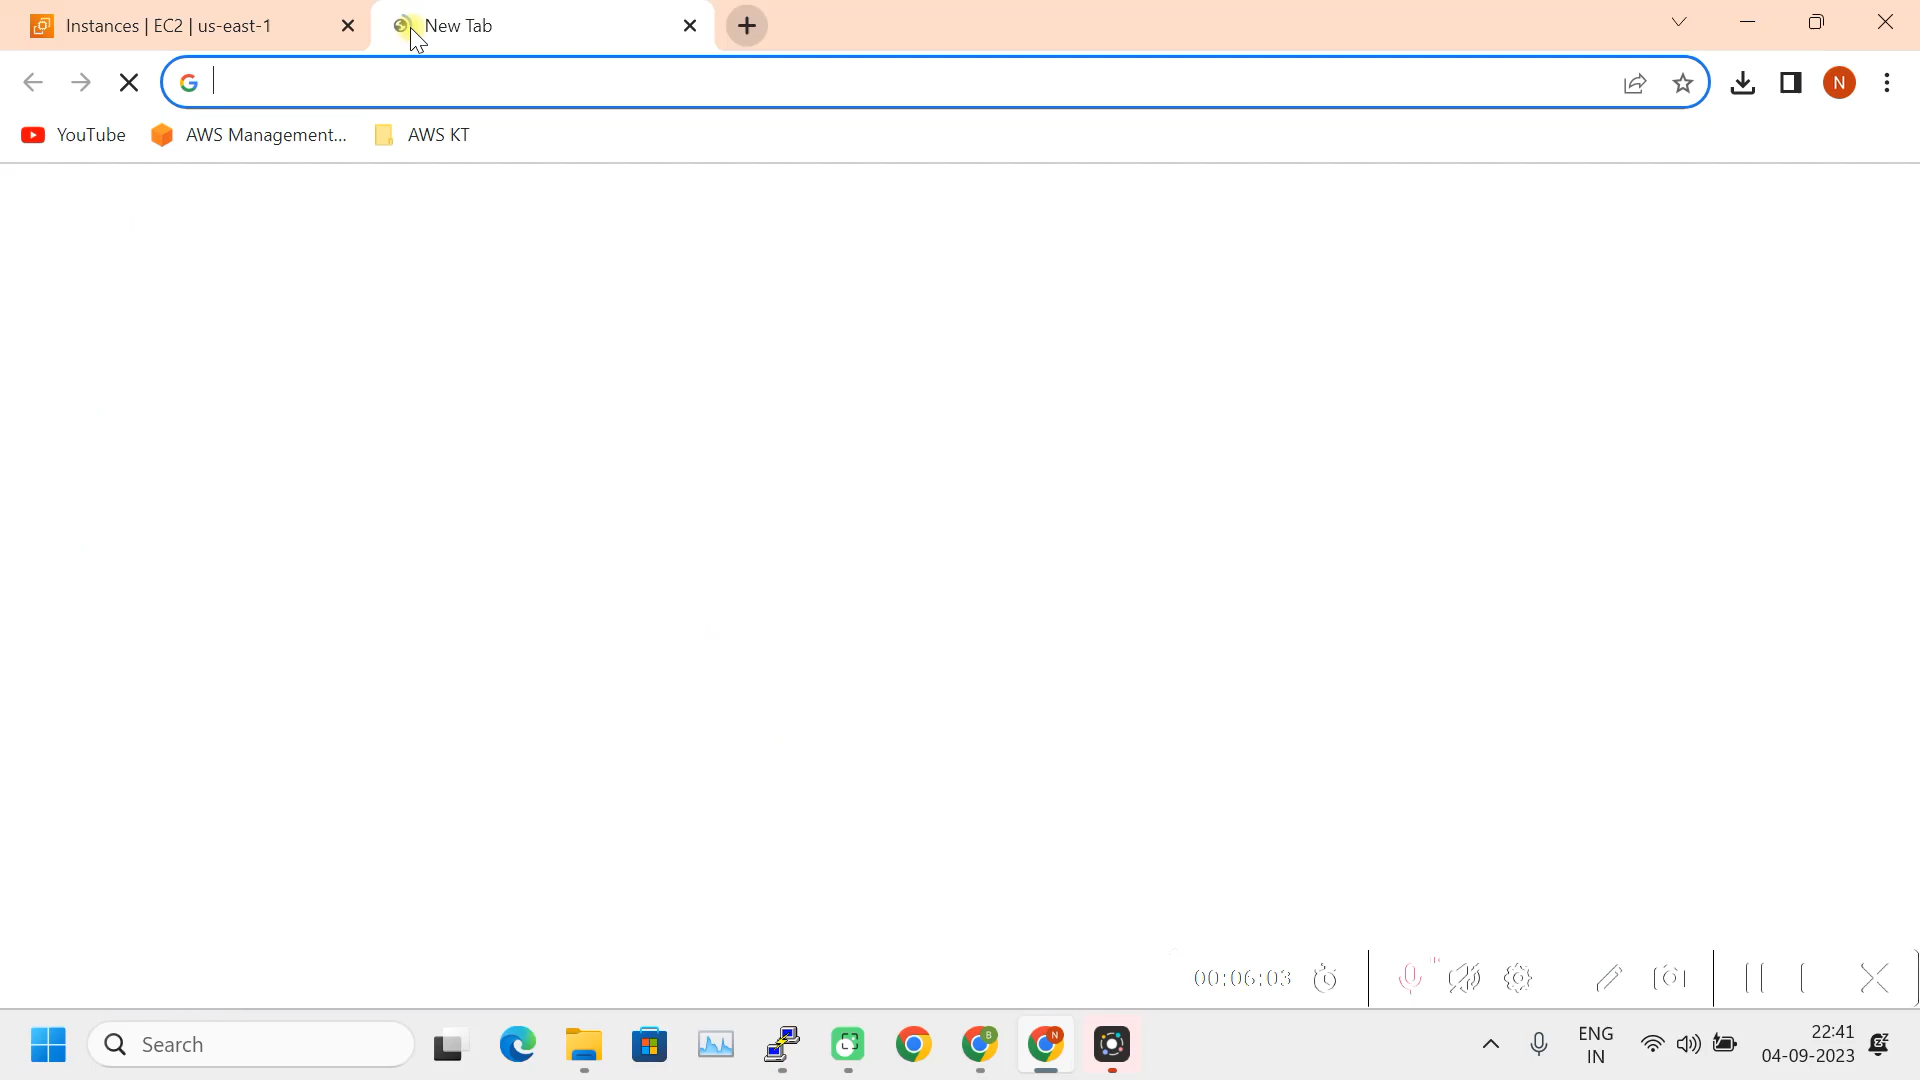 Instances | EC2 | us-east-1
New Tab
N
YouTube
AWS Management...
AWS KT
00:06:03
Search
B
N
ENG
IN
22:41
04-09-2023